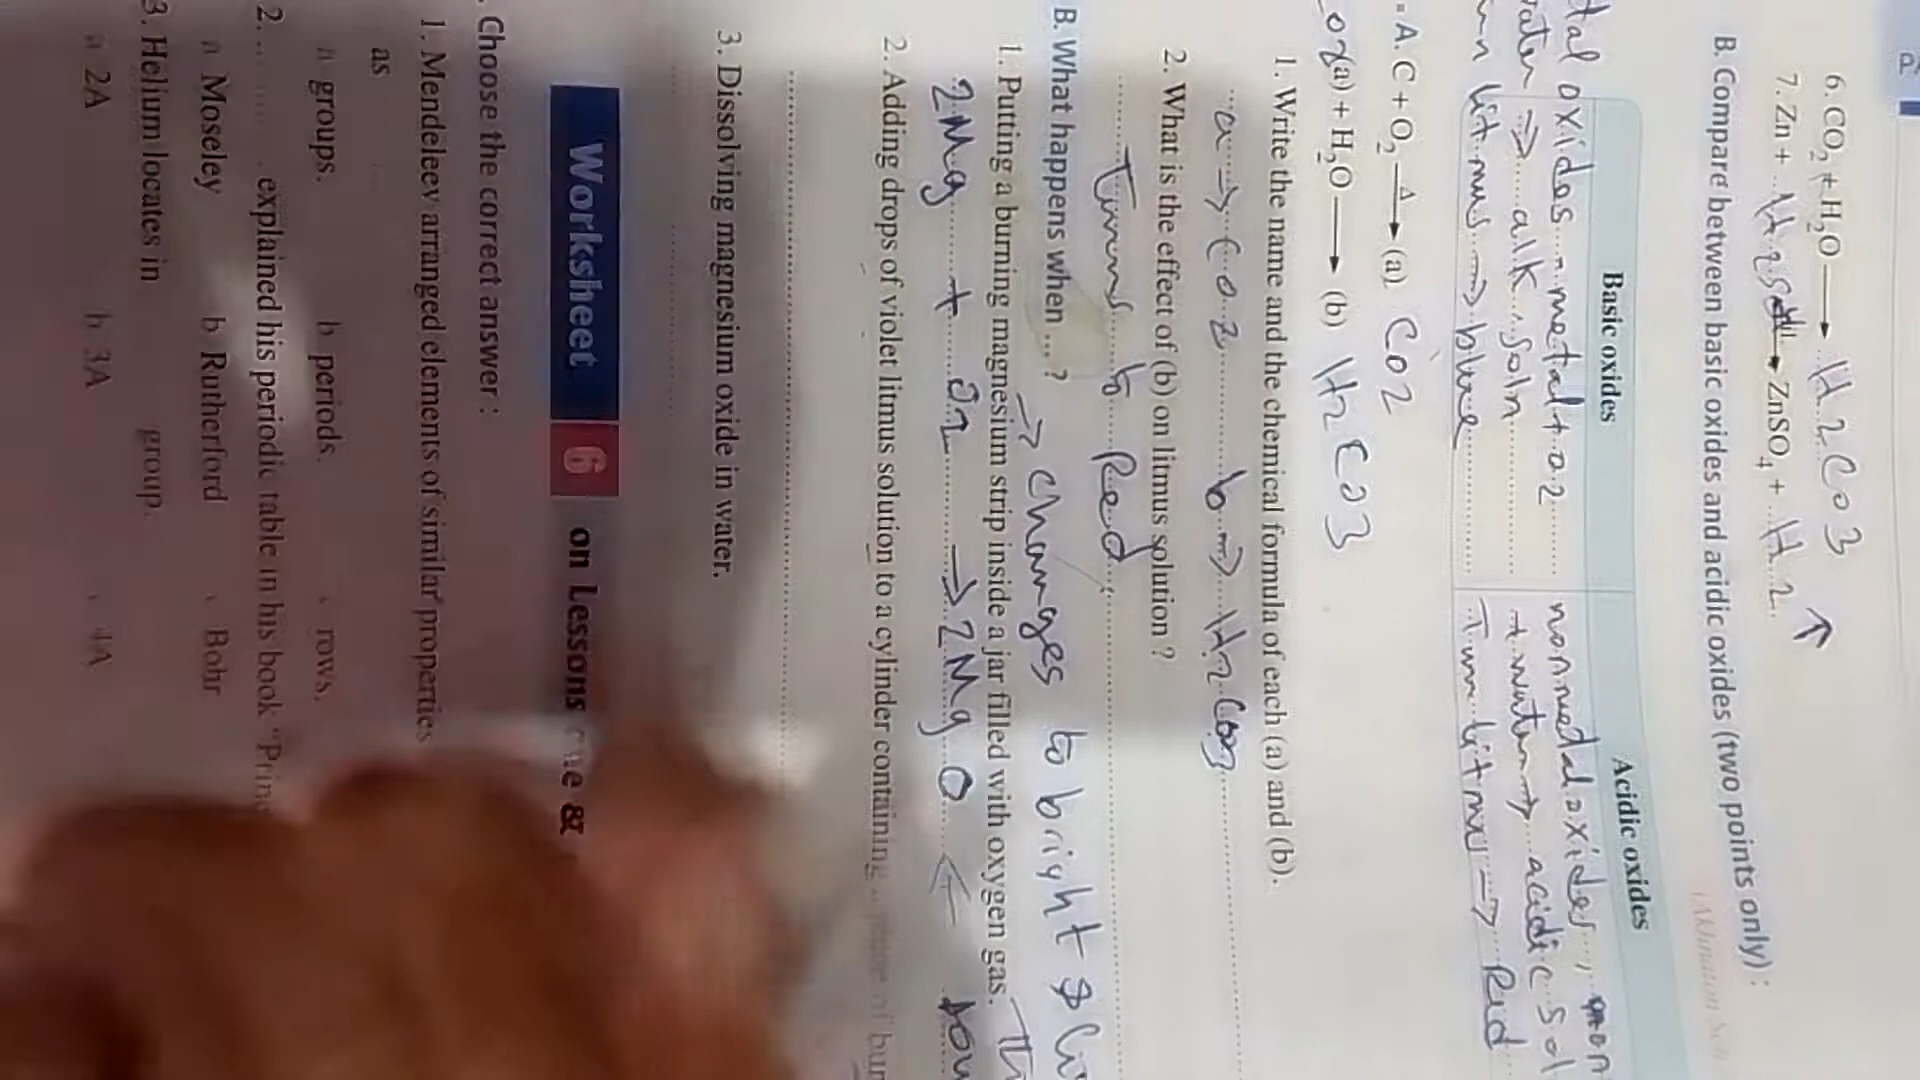 6. CO2 + H2O → H2CO3
7. Zn + H2SO4 → ZnSO4 + H2 ↑
B. Compare between basic oxides and acidic oxides (two points only) :
Basic oxides
Acidic oxides
tal oxides → metal + O2
water → alk. soln
litmus → blue
nonmetal oxides
+ water → acidic sol
Turn litmus → Red
A. C + O2 —Δ→ (a) CO2
(a) + H2O → (b) H2CO3
1. Write the name and the chemical formula of each (a) and (b).
a → CO2 b → H2CO3
2. What is the effect of (b) on litmus solution ?
Turns to Red
B. What happens when ... ?
→ changes to bright
1. Putting a burning magnesium strip inside a jar filled with oxygen gas.
2Mg + O2 → 2MgO ←
2. Adding drops of violet litmus solution to a cylinder containing
3. Dissolving magnesium oxide in water.
Worksheet 6 on Lessons one &
Choose the correct answer :
1. Mendeleev arranged elements of similar properties
as
a groups. b periods. rows.
2. .......... explained his periodic table in his book "Princ
a Moseley b Rutherford Bohr
3. Helium locates in group.
a 2A b 3A 4A